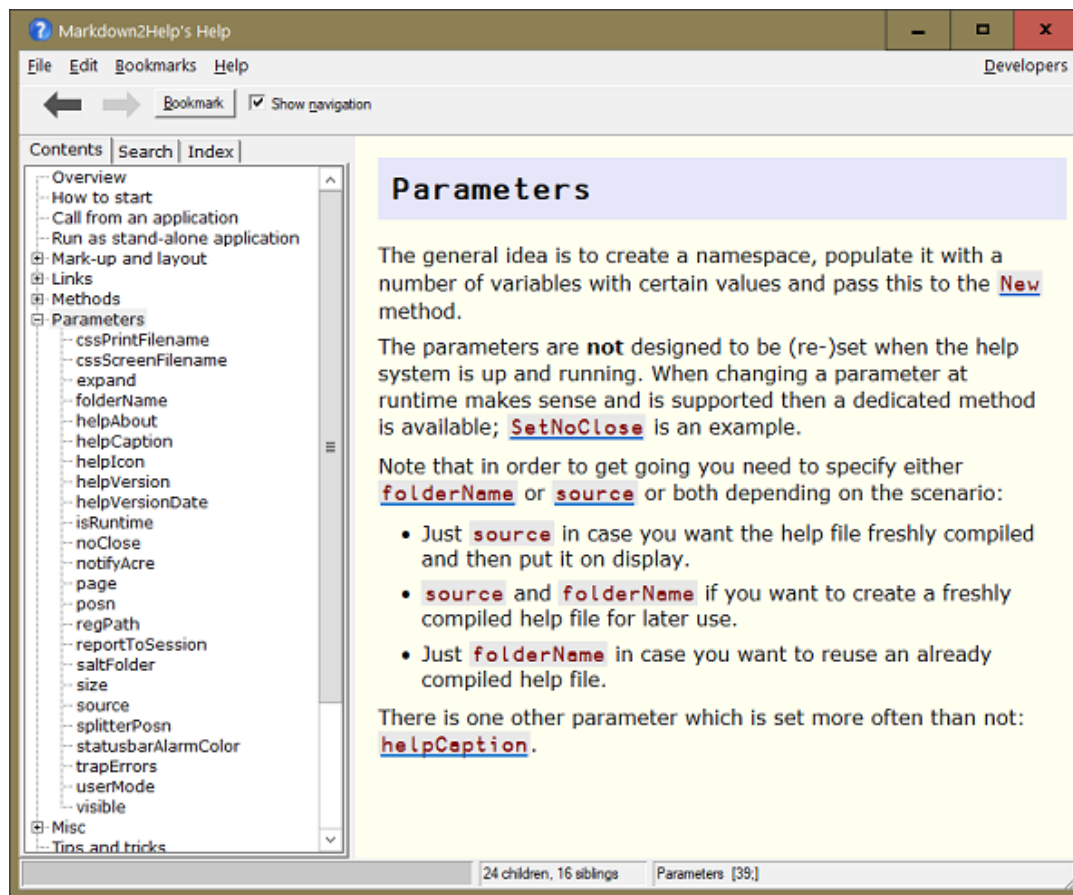 Markdown2Help's Help
File Edit Bookmarks Help Developers
Bookmark Show navigation
Contents Search Index
Overview
How to start
Call from an application
Run as stand-alone application
Mark-up and layout
Links
Methods
Parameters
cssPrintFilename
cssScreenFilename
expand
folderName
helpAbout
helpCaption
helpIcon
helpVersion
helpVersionDate
isRuntime
noClose
notifyAcre
page
posn
regPath
reportToSession
saltFolder
size
source
splitterPosn
statusbarAlarmColor
trapErrors
userMode
visible
Misc
Tips and tricks
Parameters
The general idea is to create a namespace, populate it with a
number of variables with certain values and pass this to the New
method.
The parameters are not designed to be (re-)set when the help
system is up and running. When changing a parameter at
runtime makes sense and is supported then a dedicated method
is available; SetNoClose is an example.
Note that in order to get going you need to specify either
folderName or source or both depending on the scenario:
• Just source in case you want the help file freshly compiled
and then put it on display.
• source and folderName if you want to create a freshly
compiled help file for later use.
• Just folderName in case you want to reuse an already
compiled help file.
There is one other parameter which is set more often than not:
helpCaption.
24 children, 16 siblings Parameters [39;]